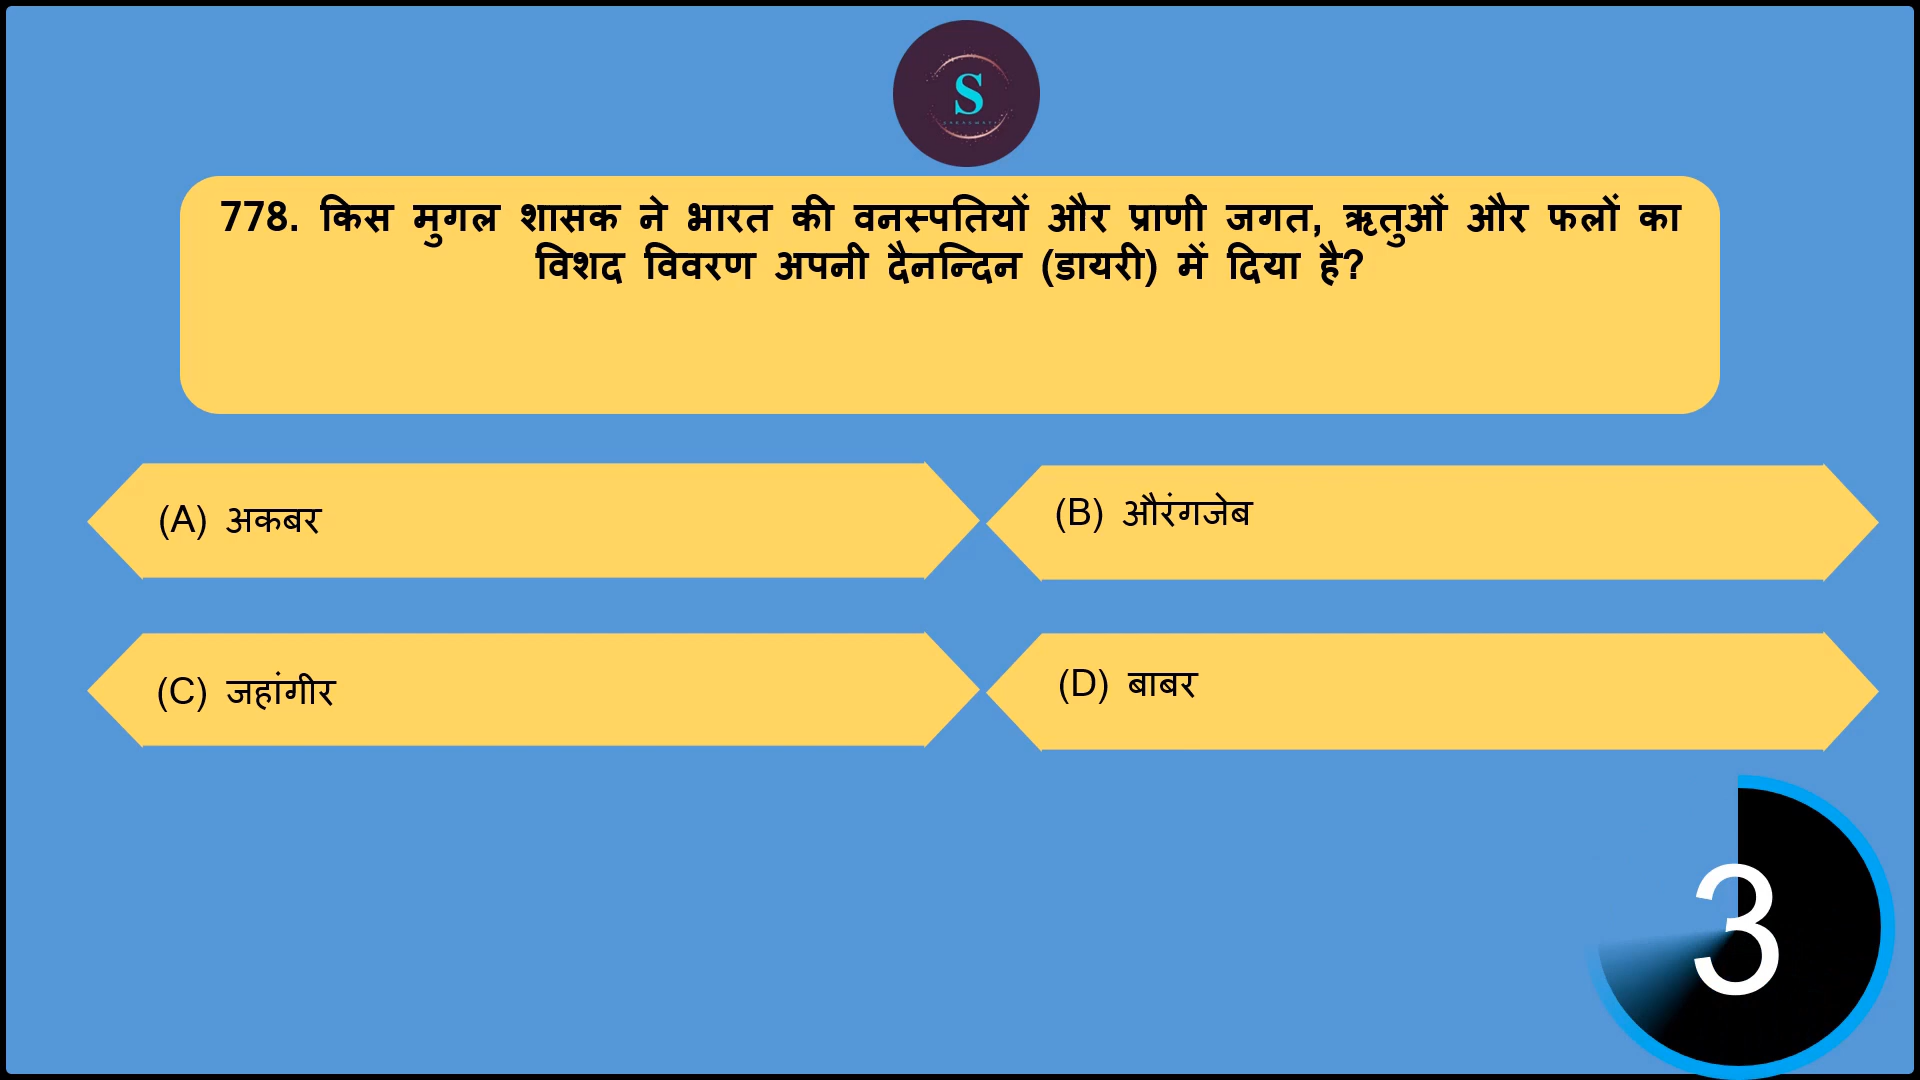 S
778. किस मुगल शासक ने भारत की वनस्पतियों और प्राणी जगत, ऋतुओं और फलों का
विशद विवरण अपनी दैनन्दिन (डायरी) में दिया है?
(A) अकबर
(B) औरंगजेब
(C) जहांगीर
(D) बाबर
3